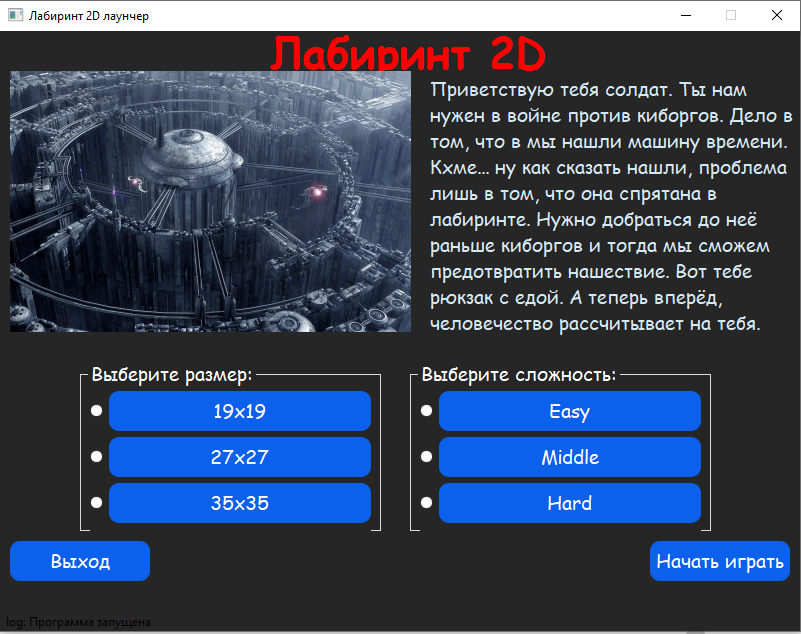 Лабиринт 2D лаунчер
Лабиринт 2D
Приветствую тебя солдат. Ты нам
нужен в войне против киборгов. Дело в
том, что в мы нашли машину времени.
Кхме... ну как сказать нашли, проблема
лишь в том, что она спрятана в
лабиринте. Нужно добраться до неё
раньше киборгов и тогда мы сможем
предотвратить нашествие. Вот тебе
рюкзак с едой. А теперь вперёд,
человечество рассчитывает на тебя.
Выберите размер:
19x19
27x27
35x35
Выберите сложность:
Easy
Middle
Hard
Выход
Начать играть
log: Программа запущена